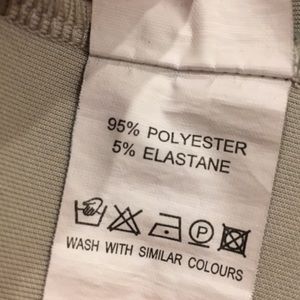 95% POLYESTER
5% ELASTANE
P
WASH WITH SIMILAR COLOURS